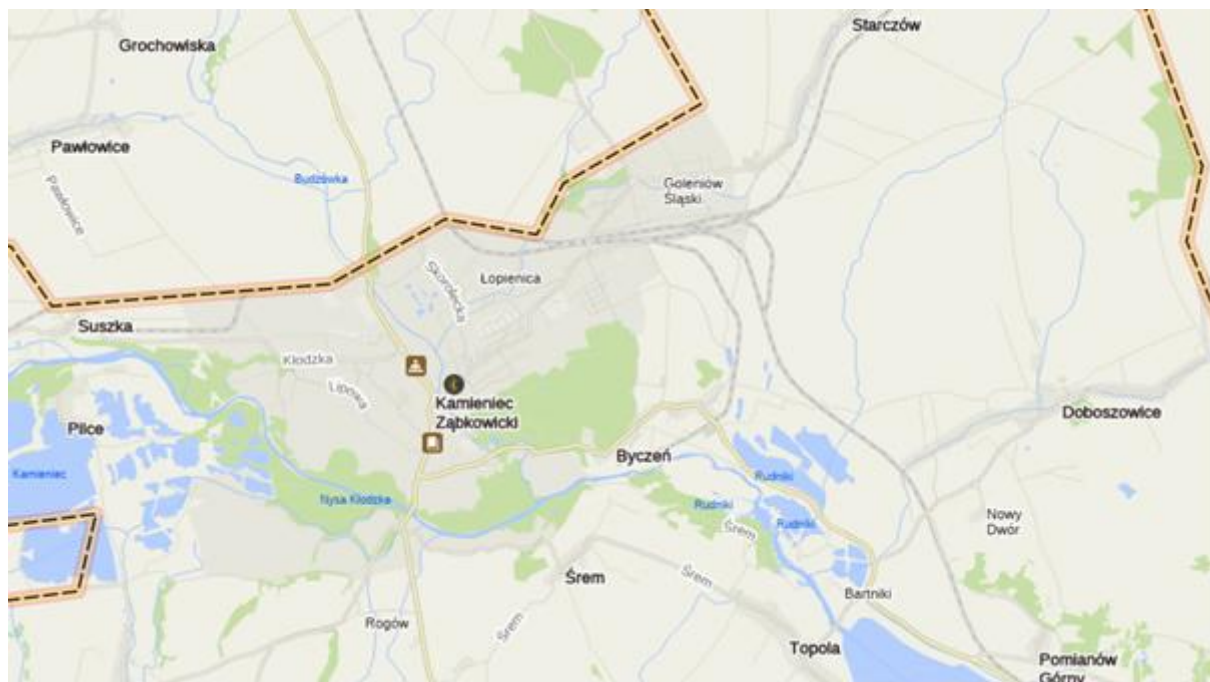 Starczów
Grochowiska
Pawłowice
Budzówka
Pawłowice
Goleniów
Śląski
Skorolecka
Łopienica
Suszka
Kłodzka
Lipowa
Kamieniec
Ząbkowicki
Doboszowice
Pilce
Byczeń
Kamieniec
Rudniki
Nysa Kłodzka
Rudniki
Rudniki
Śrem
Nowy
Dwór
Śrem
Śrem
Bartniki
Rogów
Śrem
Topola
Pomianów
Górny